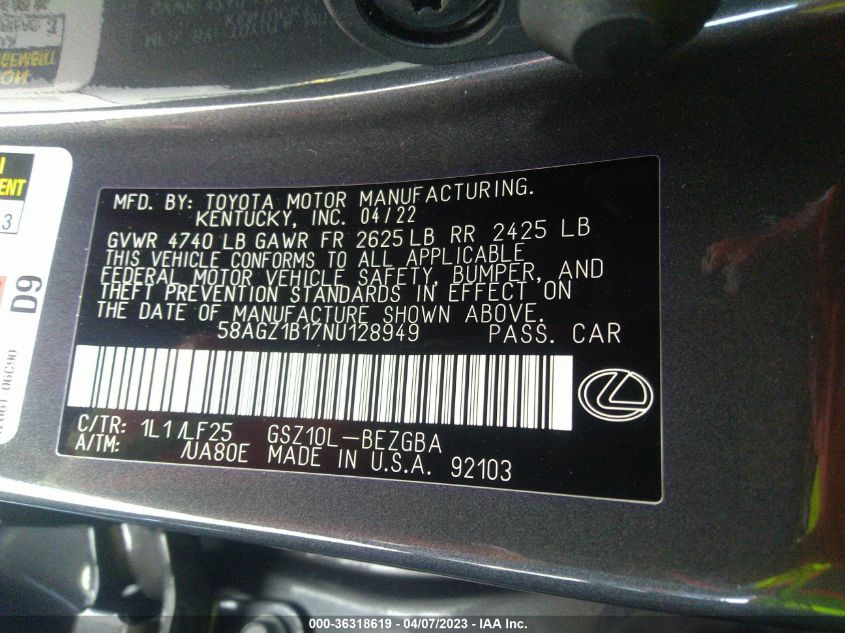 MFD. BY: TOYOTA MOTOR MANUFACTURING.
KENTUCKY, INC. 04/22
GVWR 4740 LB GAWR FR 2625 LB RR 2425 LB
THIS VEHICLE CONFORMS TO ALL APPLICABLE
FEDERAL MOTOR VEHICLE SAFETY, BUMPER, AND
THEFT PREVENTION STANDARDS IN EFFECT ON
THE DATE OF MANUFACTURE SHOWN ABOVE.
58AGZ1B17NU128949 PASS. CAR
C/TR: 1L1/LF25 GSZ10L-BEZGBA
A/TM: /UA80E MADE IN U.S.A. 92103
3
D9
06C90
000-36318619 - 04/07/2023 - IAA Inc.